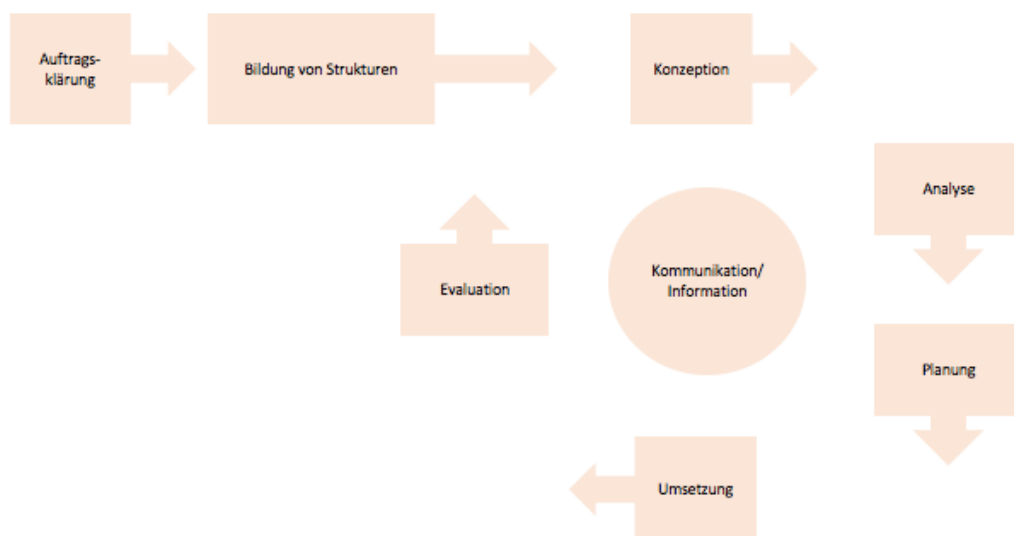 Auftrags-
klärung
Bildung von Strukturen
Konzeption
Analyse
Evaluation
Kommunikation/
Information
Planung
Umsetzung